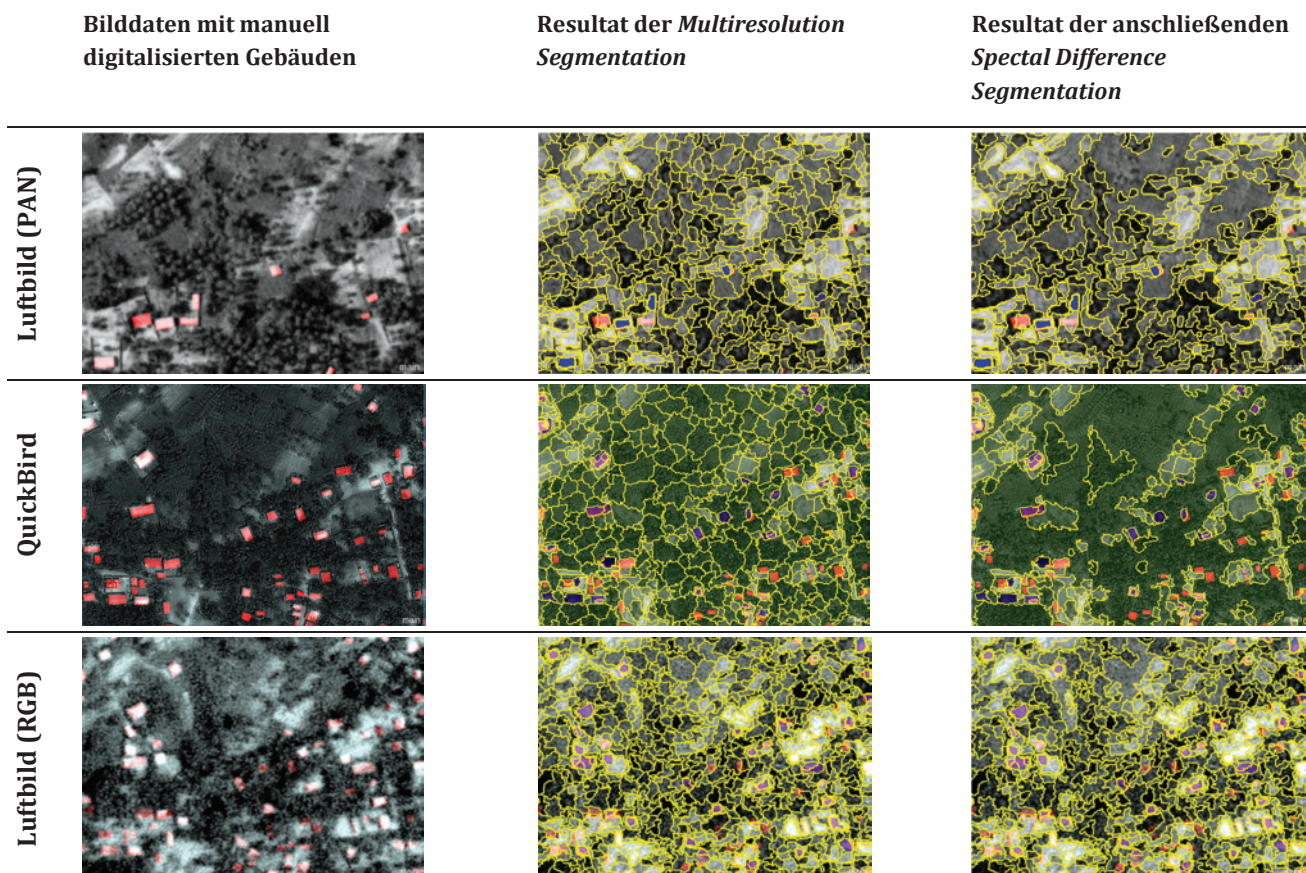 Bilddaten mit manuell
digitalisierten Gebäuden
Resultat der Multiresolution
Segmentation
Resultat der anschließenden
Spectal Difference
Segmentation
Luftbild (PAN)
QuickBird
Luftbild (RGB)